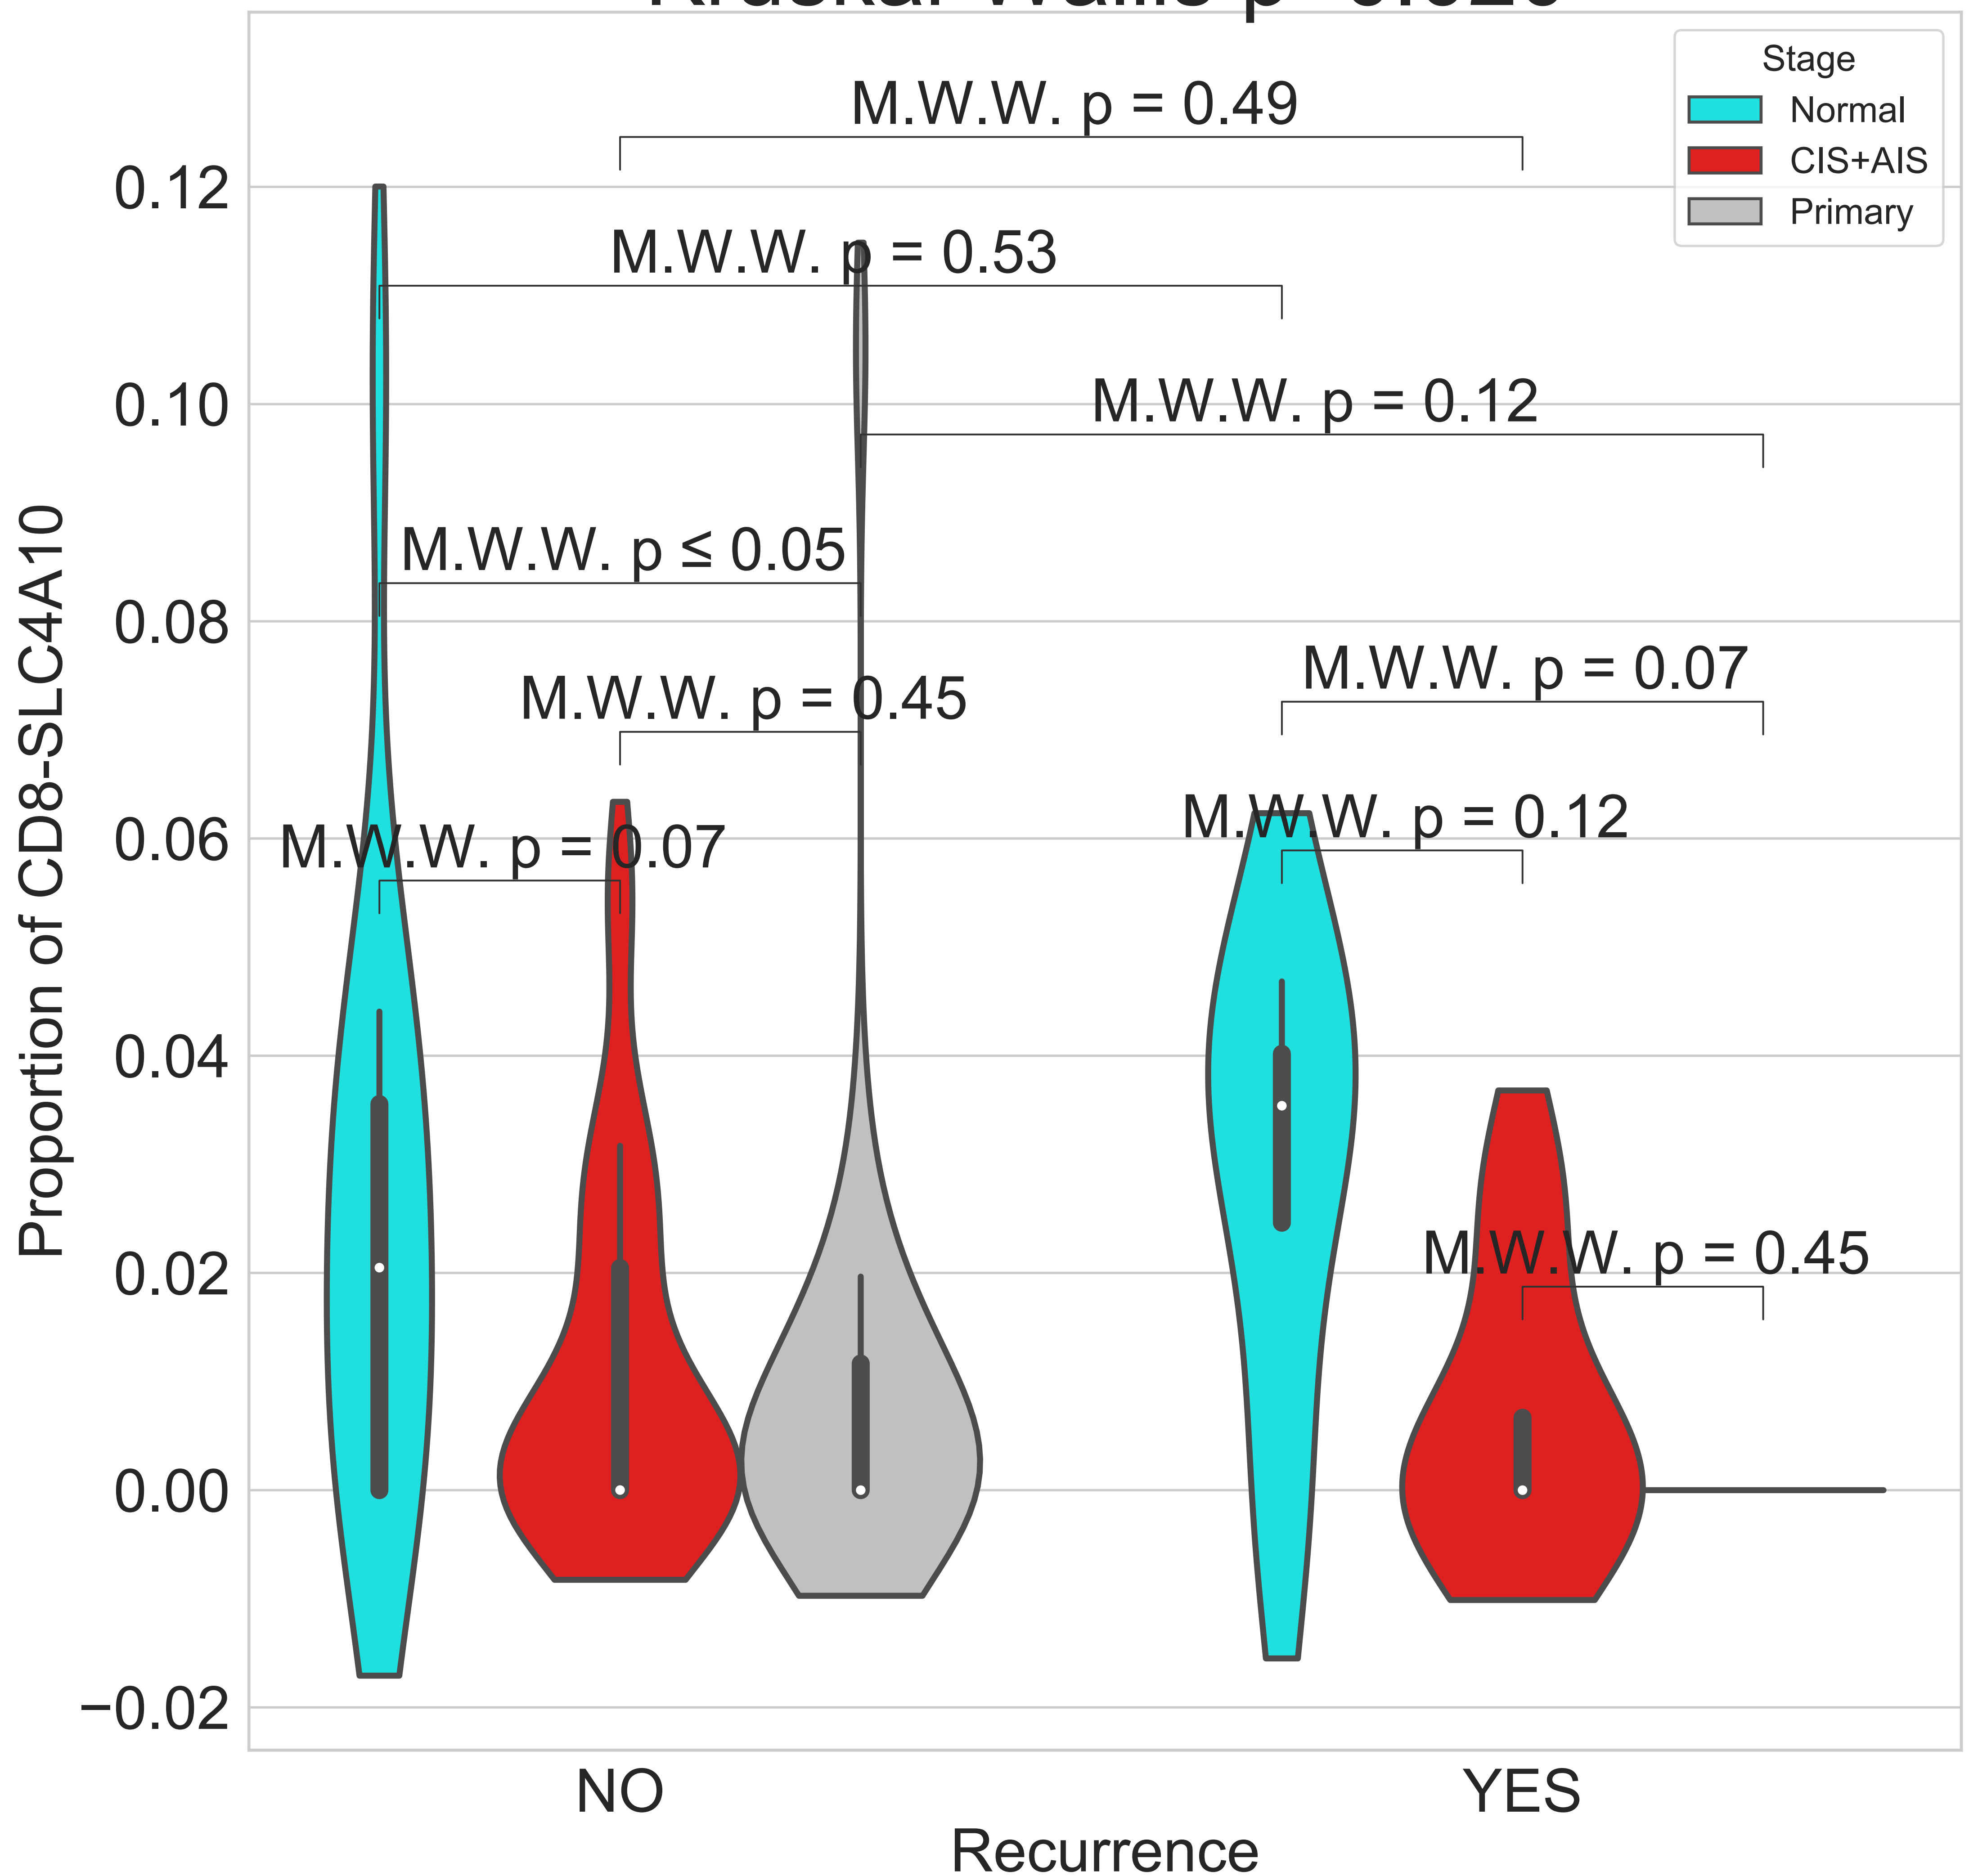 Stage
Normal
CIS+AIS
Primary
M.W.W. p = 0.49
M.W.W. p = 0.53
M.W.W. p = 0.12
M.W.W. p ≤ 0.05
M.W.W. p = 0.45
M.W.W. p = 0.07
M.W.W. p = 0.07
M.W.W. p = 0.12
M.W.W. p = 0.45
0.12
0.10
0.08
0.06
0.04
0.02
0.00
−0.02
Proportion of CD8-SLC4A10
NO
YES
Recurrence